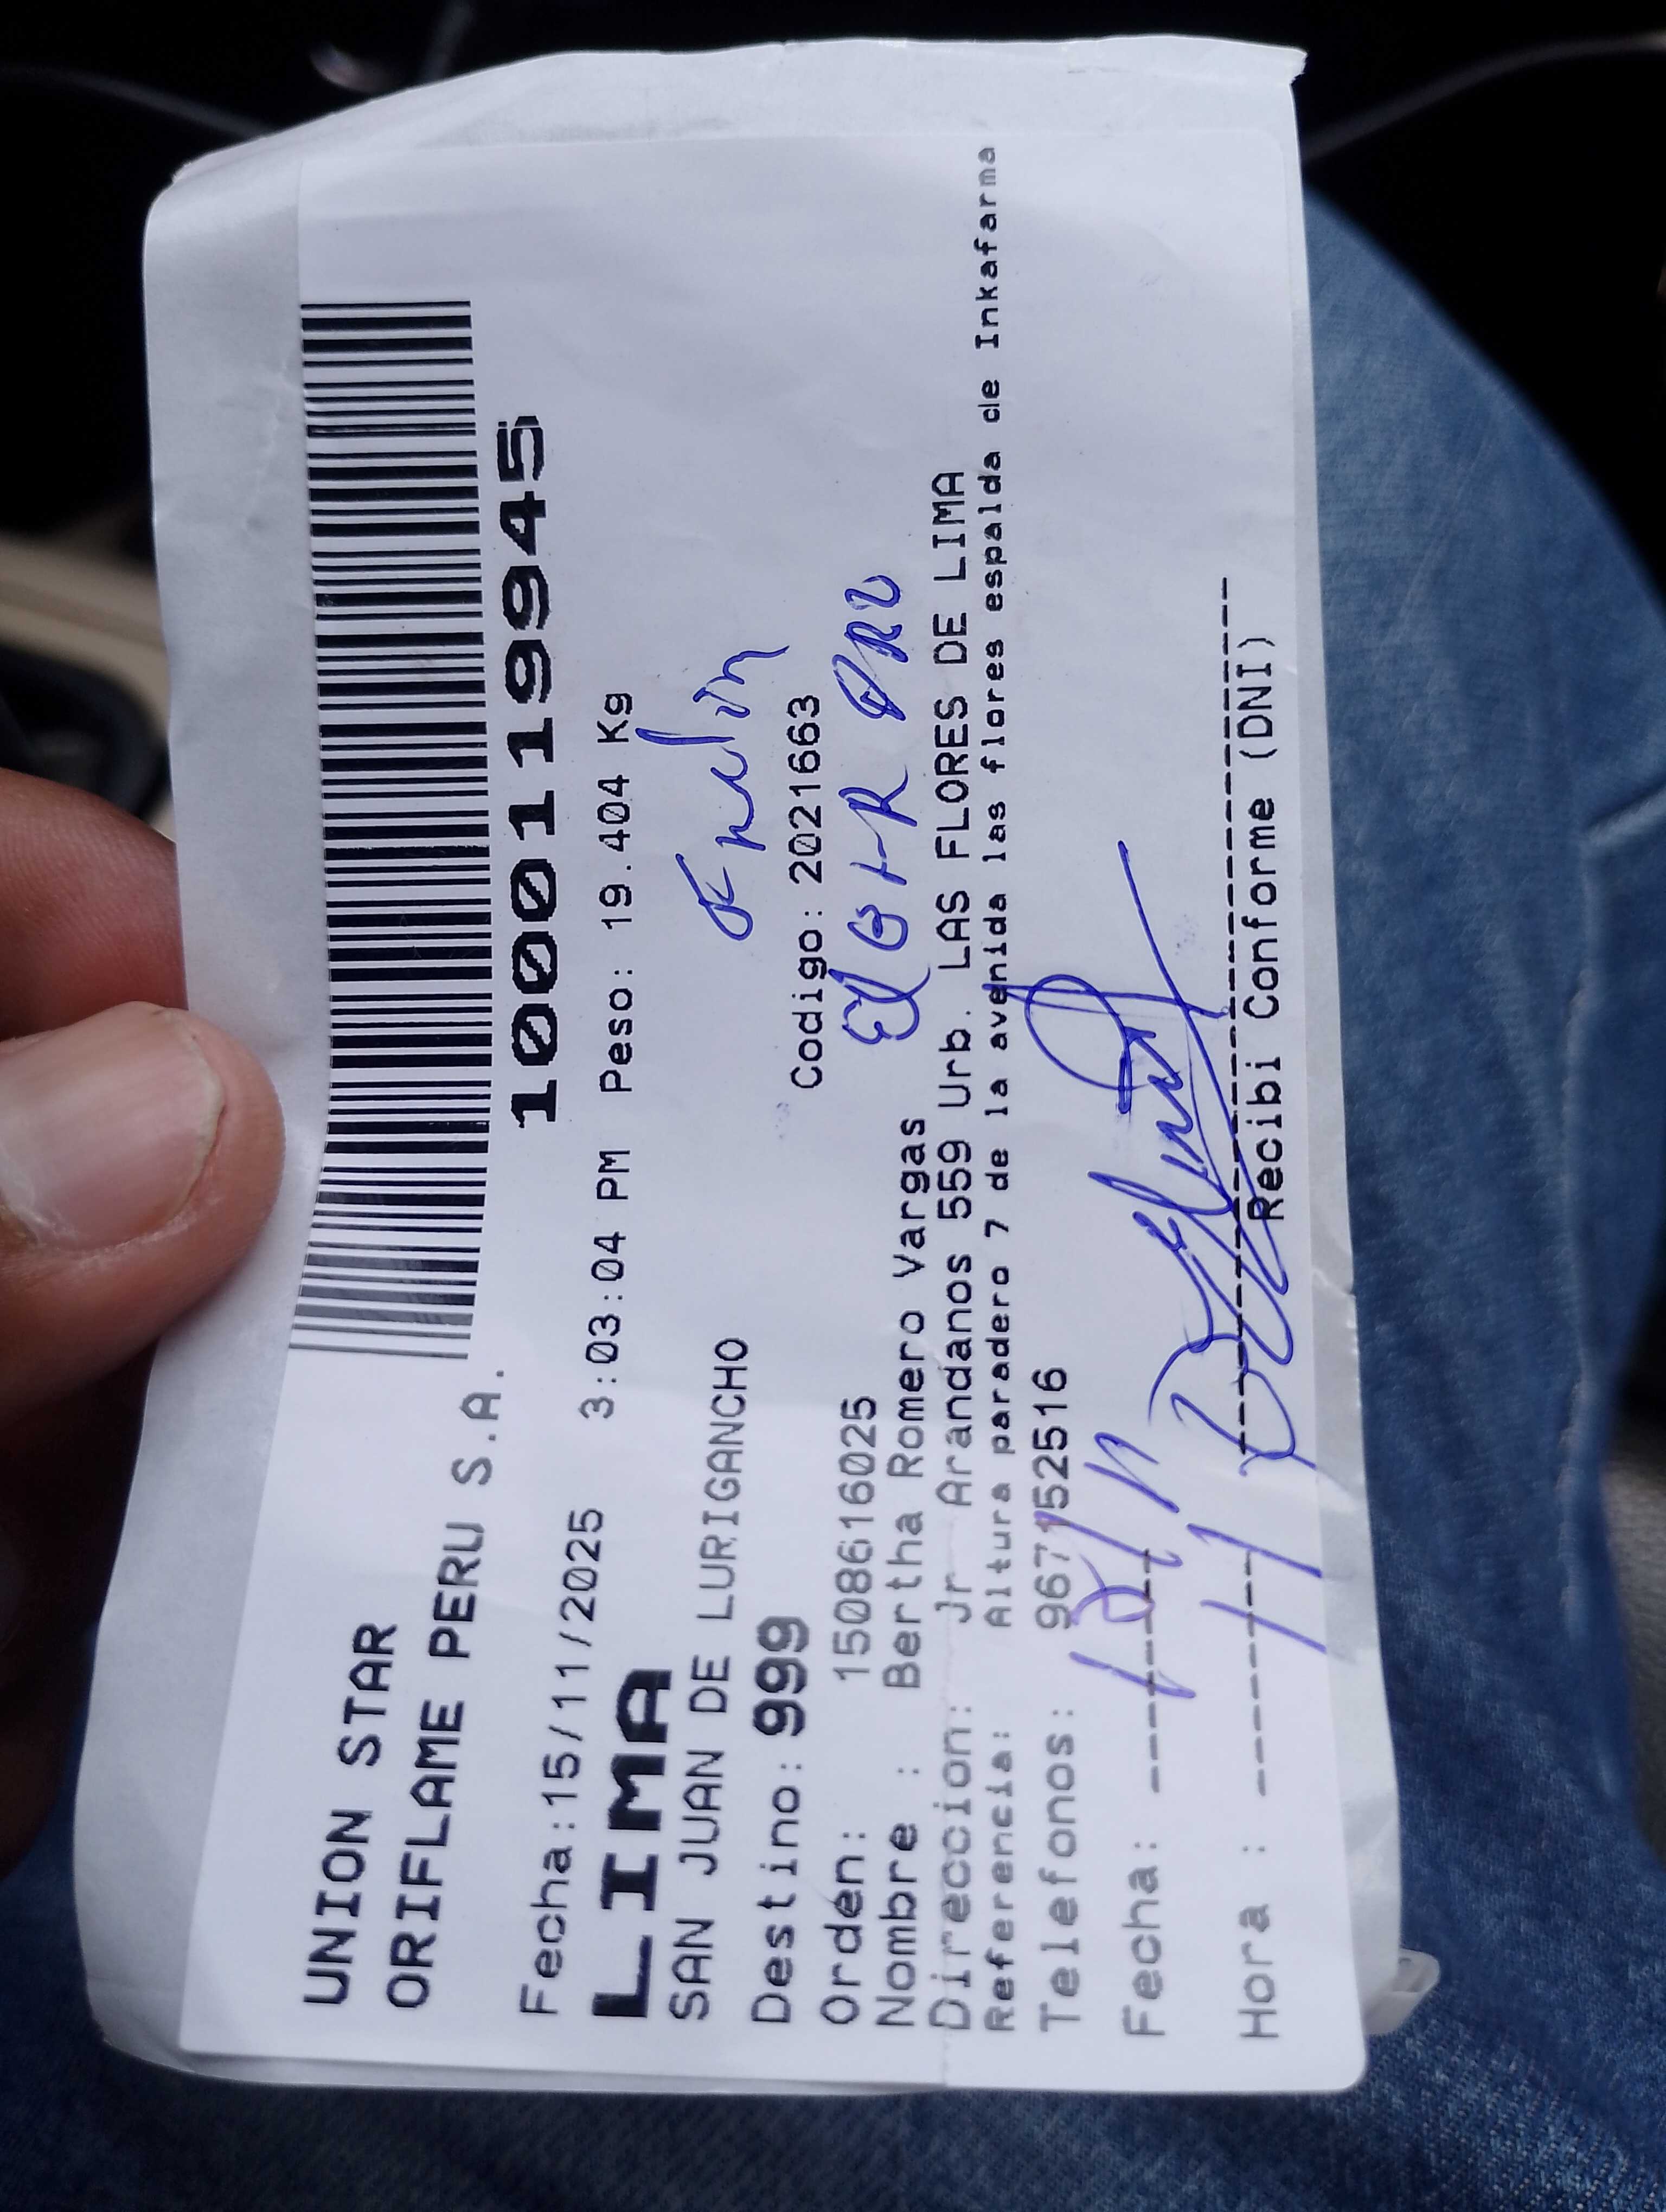 UNION STAR
ORIFLAME PERU S.A.
1000119945
Fecha:15/11/2025 3:03:04 PM Peso: 19.404 Kg
LIMA
SAN JUAN DE LURIGANCHO
Destino: 999
Codigo: 2021663
Orden: 1508616025
Nombre : Bertha Romero Vargas
Direccion: Jr Arandanos 559 Urb. LAS FLORES DE LIMA
Referencia: Altura paradero 7 de la avenida las flores espalda de Inkafarma
Telefonos: 967152516
Fecha:
Hora :
Recibi Conforme (DNI)